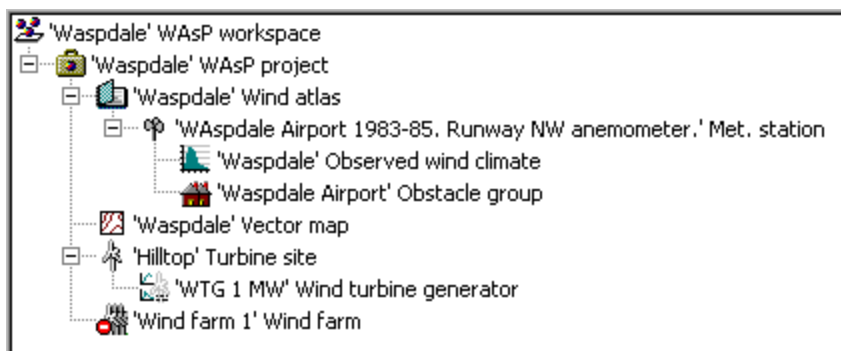 'Waspdale' WAsP workspace
'Waspdale' WAsP project
'Waspdale' Wind atlas
'WAspdale Airport 1983-85. Runway NW anemometer.' Met. station
'Waspdale' Observed wind climate
'Waspdale Airport' Obstacle group
'Waspdale' Vector map
'Hilltop' Turbine site
'WTG 1 MW' Wind turbine generator
'Wind farm 1' Wind farm